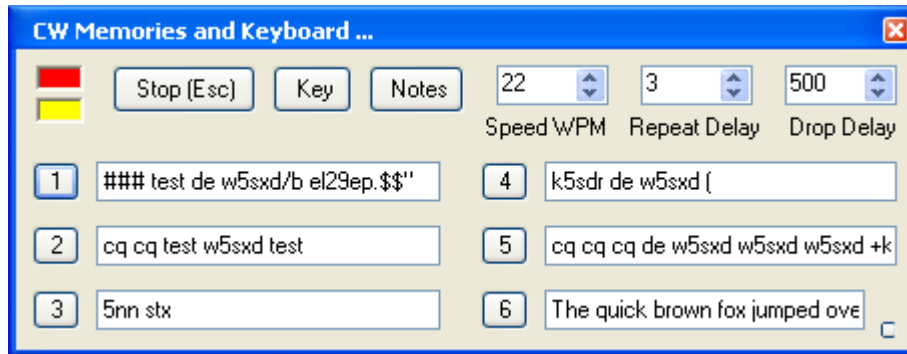 CW Memories and Keyboard ...
Stop (Esc) Key Notes 22 3 500
Speed WPM Repeat Delay Drop Delay
1 ### test de w5sxd/b el29ep.$$" 4 k5sdr de w5sxd (
2 cq cq test w5sxd test 5 cq cq cq de w5sxd w5sxd w5sxd +k
3 5nn stx 6 The quick brown fox jumped ove